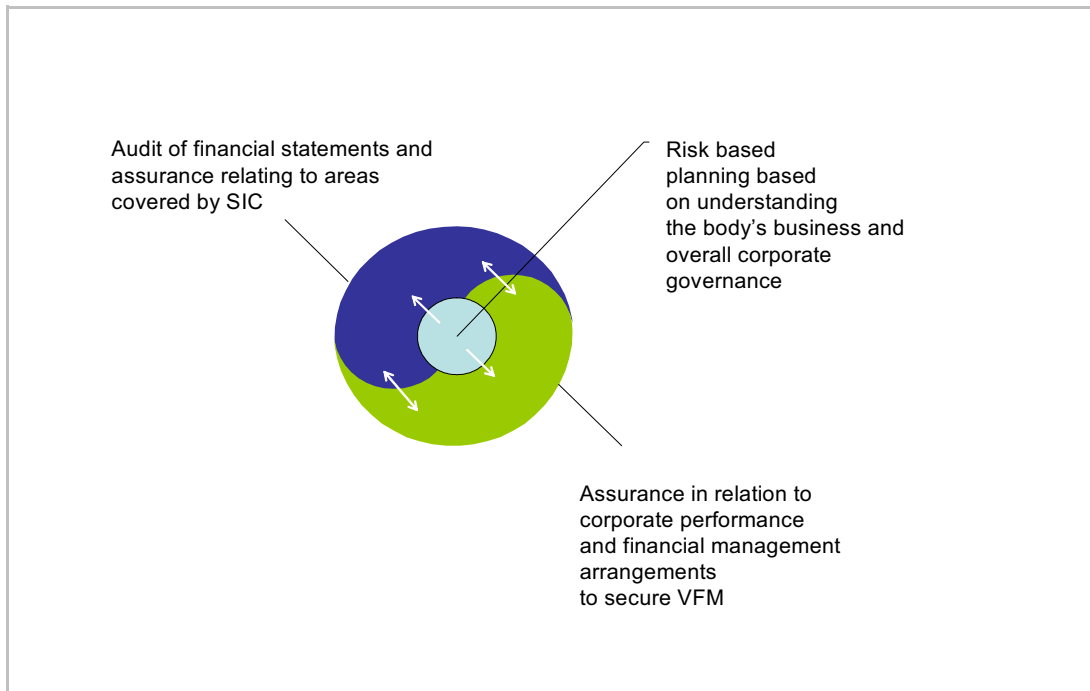 Audit of financial statements and
assurance relating to areas
covered by SIC
Risk based
planning based
on understanding
the body’s business and
overall corporate
governance
Assurance in relation to
corporate performance
and financial management
arrangements
to secure VFM